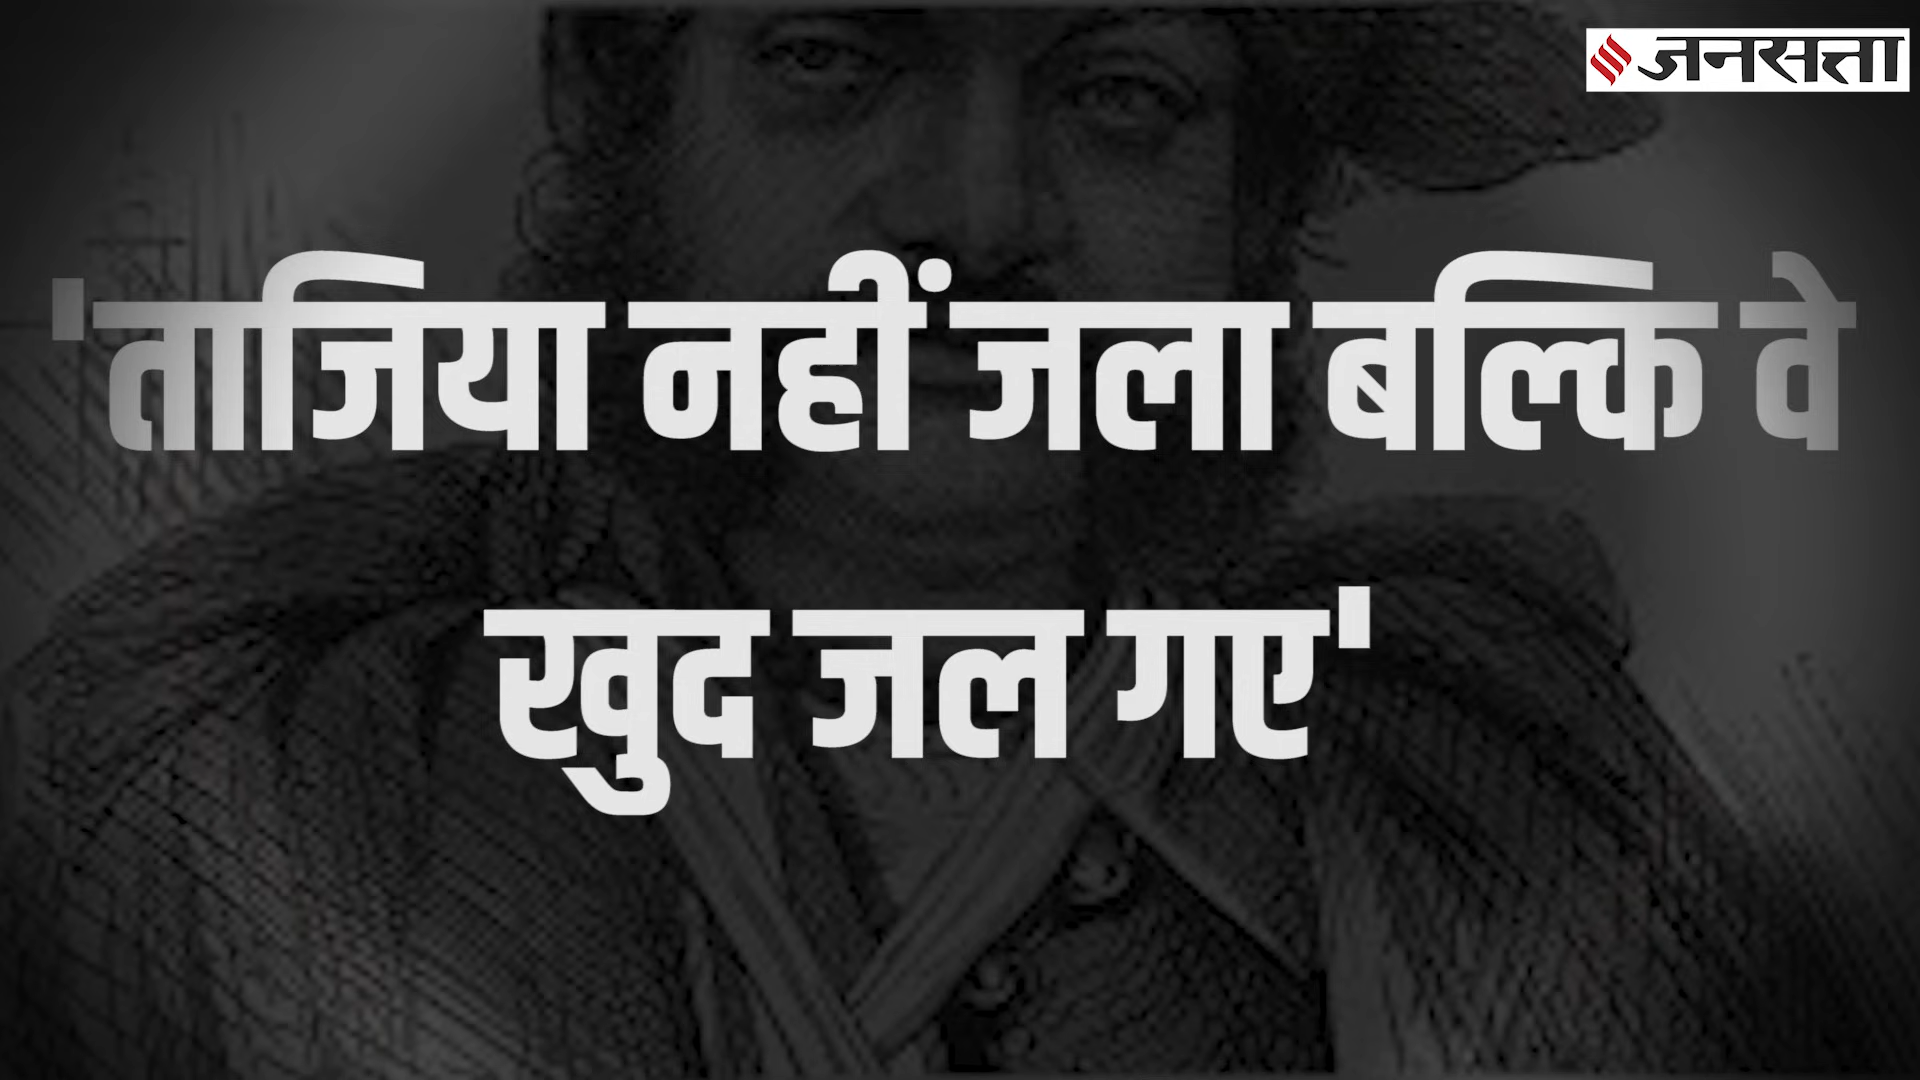 जनसत्ता
'ताजिया नहीं जला बल्कि वे
खुद जल गए'